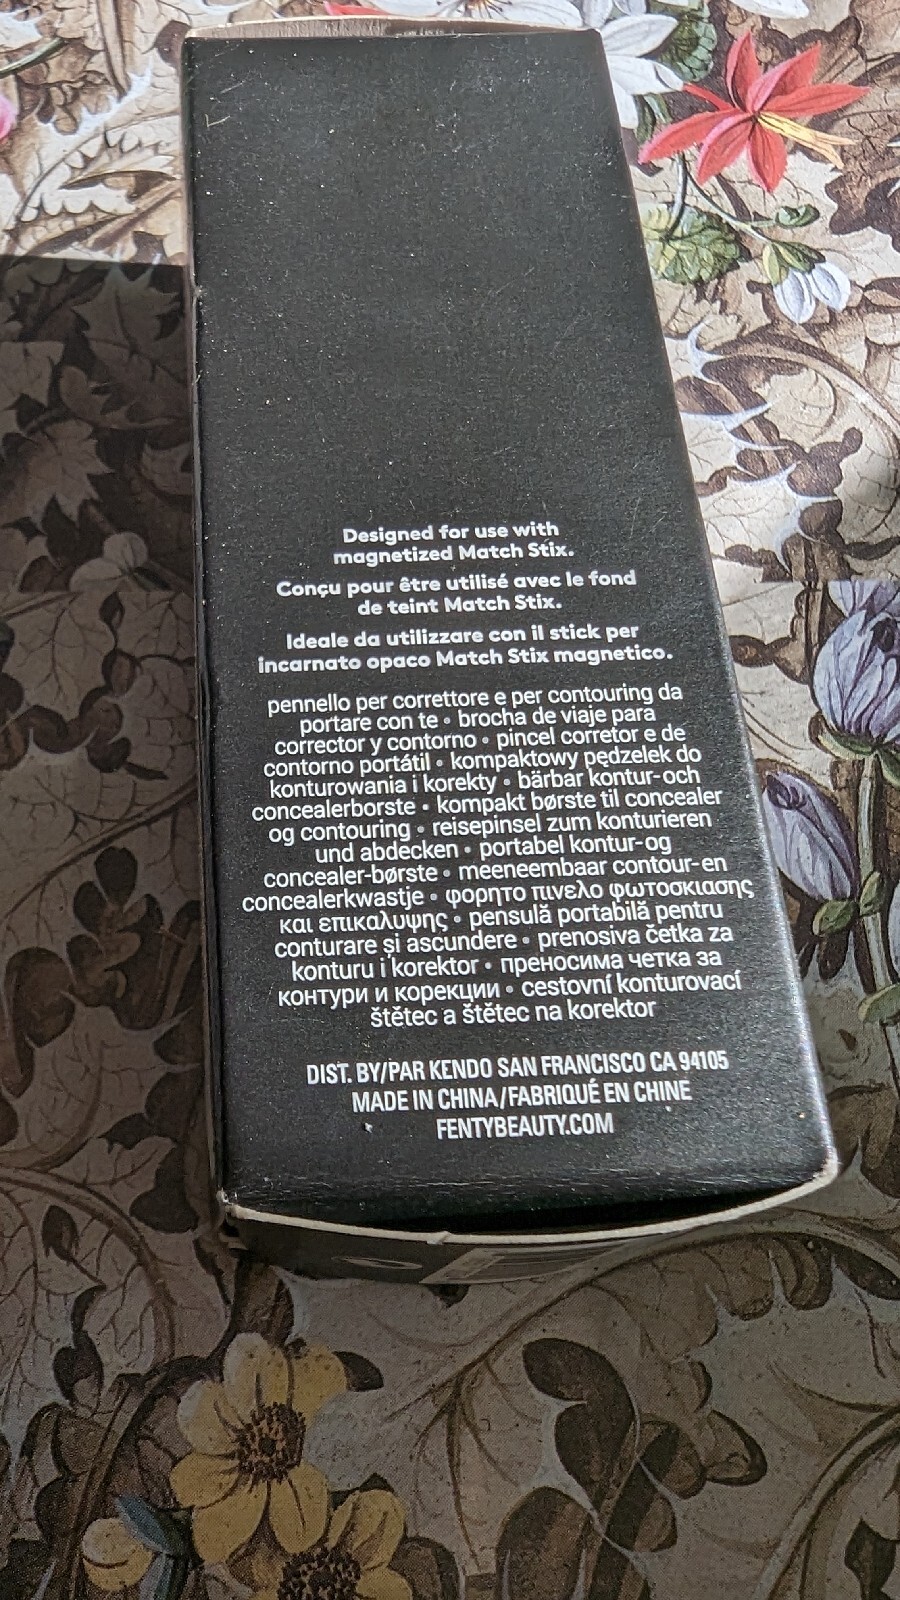 Designed for use with
magnetized Match Stix.
Conçu pour être utilisé avec le fond
de teint Match Stix.
Ideale da utilizzare con il stick per
incarnato opaco Match Stix magnetico.
pennello per correttore e per contouring da
portare con te • brocha de viaje para
corrector y contorno • pincel corretor e de
contorno portátil • kompaktowy pędzelek do
konturowania i korekty • bärbar kontur-och
concealerborste • kompakt børste til concealer
og contouring • reisepinsel zum konturieren
und abdecken • portabel kontur-og
concealer-børste • meeneembaar contour-en
concealerkwastje • φορητο πινελο φωτοσκιασης
και επικαλυψης • pensulă portabilă pentru
conturare și ascundere • prenosiva četka za
konturu i korektor • преносима четка за
контури и корекции • cestovní konturovací
štětec a štětec na korektor
DIST. BY/PAR KENDO SAN FRANCISCO CA 94105
MADE IN CHINA/FABRIQUÉ EN CHINE
FENTYBEAUTY.COM